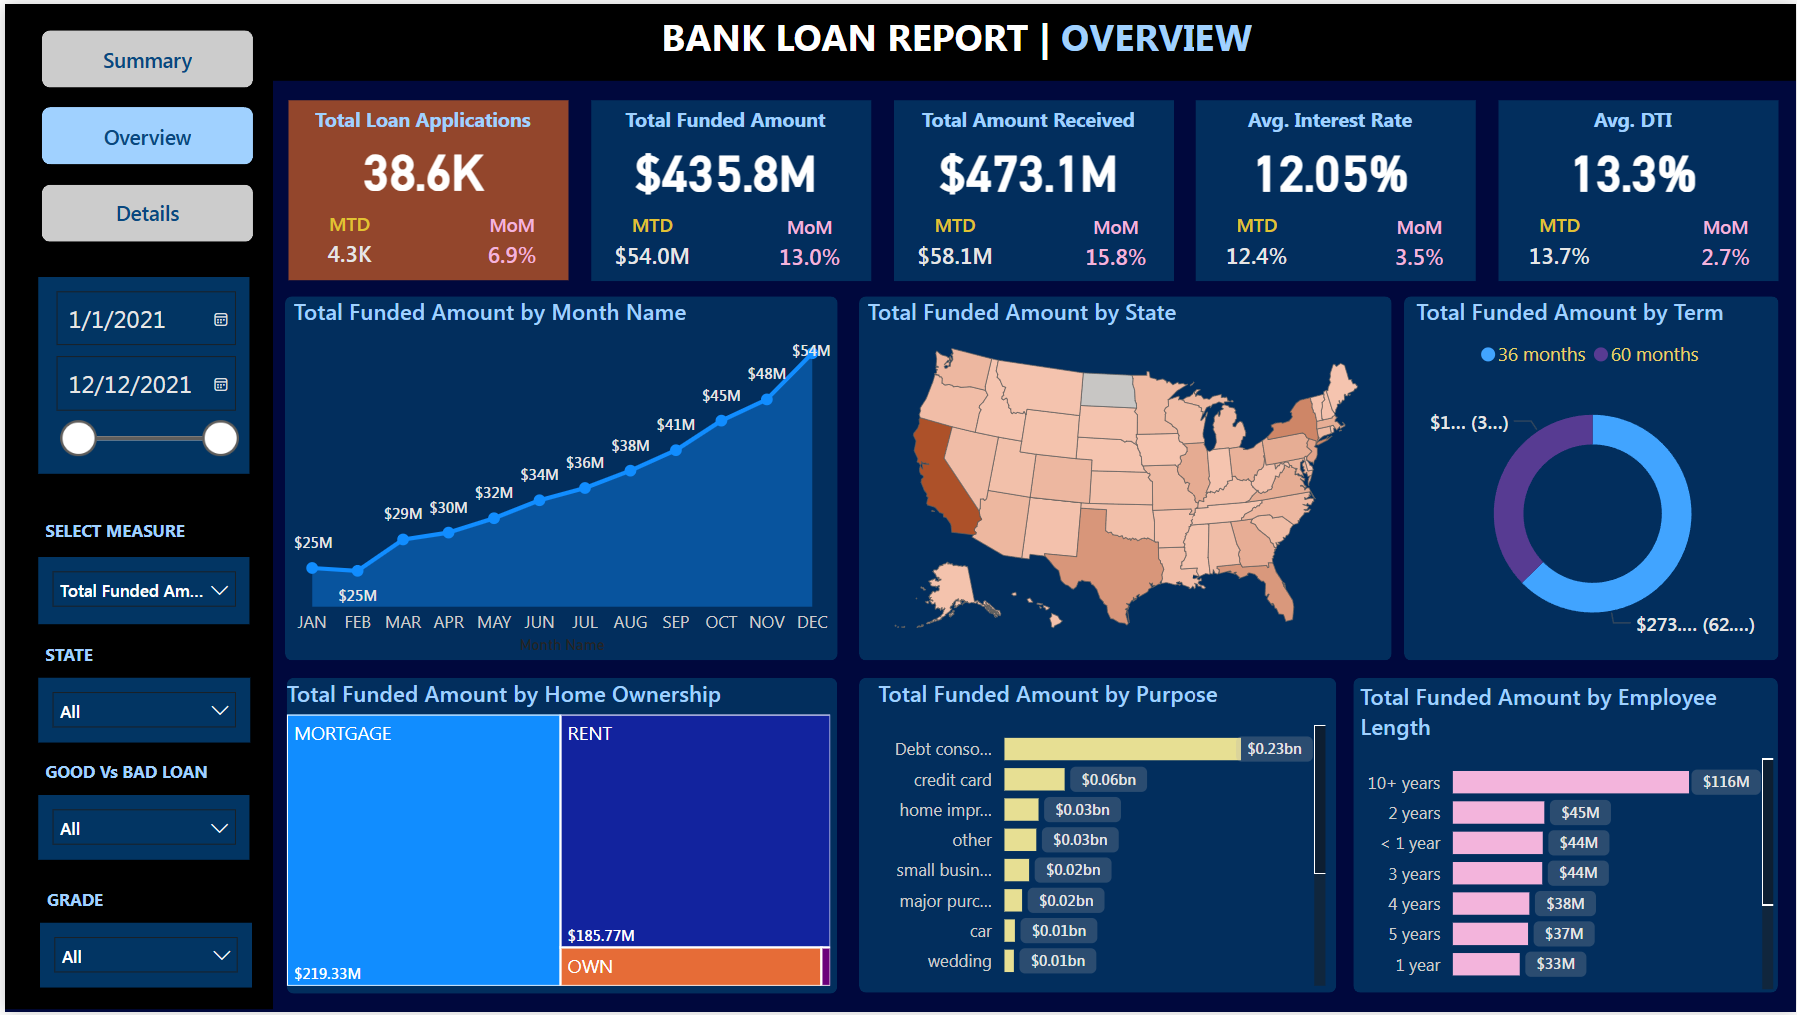 BANK LOAN REPORT | OVERVIEW
Summary
Overview
Details
1/1/2021
12/12/2021
SELECT MEASURE
Total Funded Am...
STATE
All
GOOD Vs BAD LOAN
All
GRADE
All
Total Loan Applications
38.6K
MTD MoM
4.3K 6.9%
Total Funded Amount
$435.8M
MTD MoM
$54.0M 13.0%
Total Amount Received
$473.1M
MTD MoM
$58.1M 15.8%
Avg. Interest Rate
12.05%
MTD MoM
12.4% 3.5%
Avg. DTI
13.3%
MTD MoM
13.7% 2.7%
Total Funded Amount by Month Name
$25M
$25M
$29M
$30M
$32M
$34M
$36M
$38M
$41M
$45M
$48M
$54M
JAN FEB MAR APR MAY JUN JUL AUG SEP OCT NOV DEC
Month Name
Total Funded Amount by State
Total Funded Amount by Term
36 months 60 months
$1... (3...)
$273.... (62....)
Total Funded Amount by Home Ownership
MORTGAGE
$219.33M
RENT
$185.77M
OWN
Total Funded Amount by Purpose
Debt conso... $0.23bn
credit card $0.06bn
home impr... $0.03bn
other $0.03bn
small busin... $0.02bn
major purc... $0.02bn
car $0.01bn
wedding $0.01bn
Total Funded Amount by Employee
Length
10+ years $116M
2 years $45M
< 1 year $44M
3 years $44M
4 years $38M
5 years $37M
1 year $33M